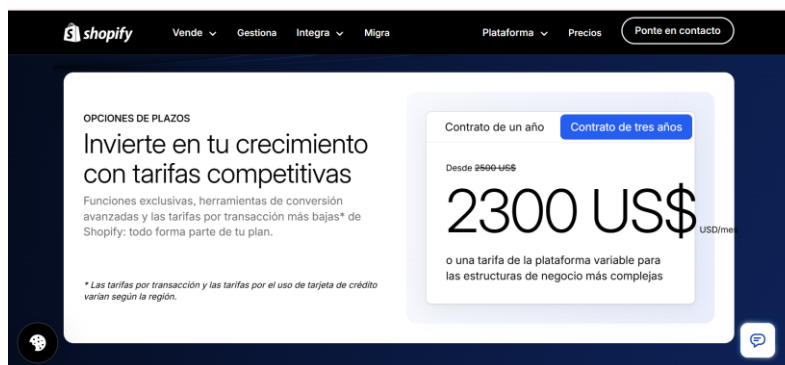 shopify
Vende
Gestiona
Integra
Migra
Plataforma
Precios
Ponte en contacto
OPCIONES DE PLAZOS
Invierte en tu crecimiento
con tarifas competitivas
Funciones exclusivas, herramientas de conversión
avanzadas y las tarifas por transacción más bajas* de
Shopify: todo forma parte de tu plan.
* Las tarifas por transacción y las tarifas por el uso de tarjeta de crédito
varían según la región.
Contrato de un año
Contrato de tres años
Desde 2500 US$
2300 US$
USD/mes
o una tarifa de la plataforma variable para
las estructuras de negocio más complejas